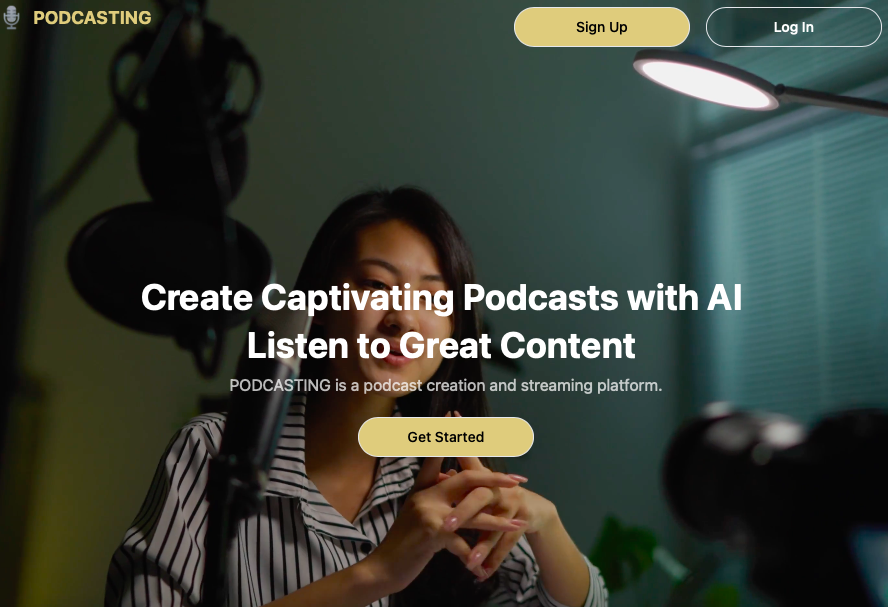 PODCASTING
Sign Up
Log In
Create Captivating Podcasts with AI
Listen to Great Content
PODCASTING is a podcast creation and streaming platform.
Get Started